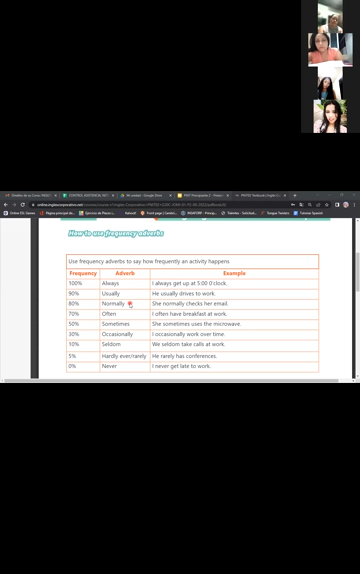 How to use frequency adverbs
Use frequency adverbs to say how frequently an activity happens
Frequency Adverb Example
100% Always I always get up at 5:00 O'clock.
90% Usually He usually drives to work.
80% Normally She normally checks her email.
70% Often I often have breakfast at work.
50% Sometimes She sometimes uses the microwave.
30% Occasionally I occasionally work over time.
10% Seldom We seldom take calls at work.
5% Hardly ever/rarely He rarely has conferences.
0% Never I never get late to work.